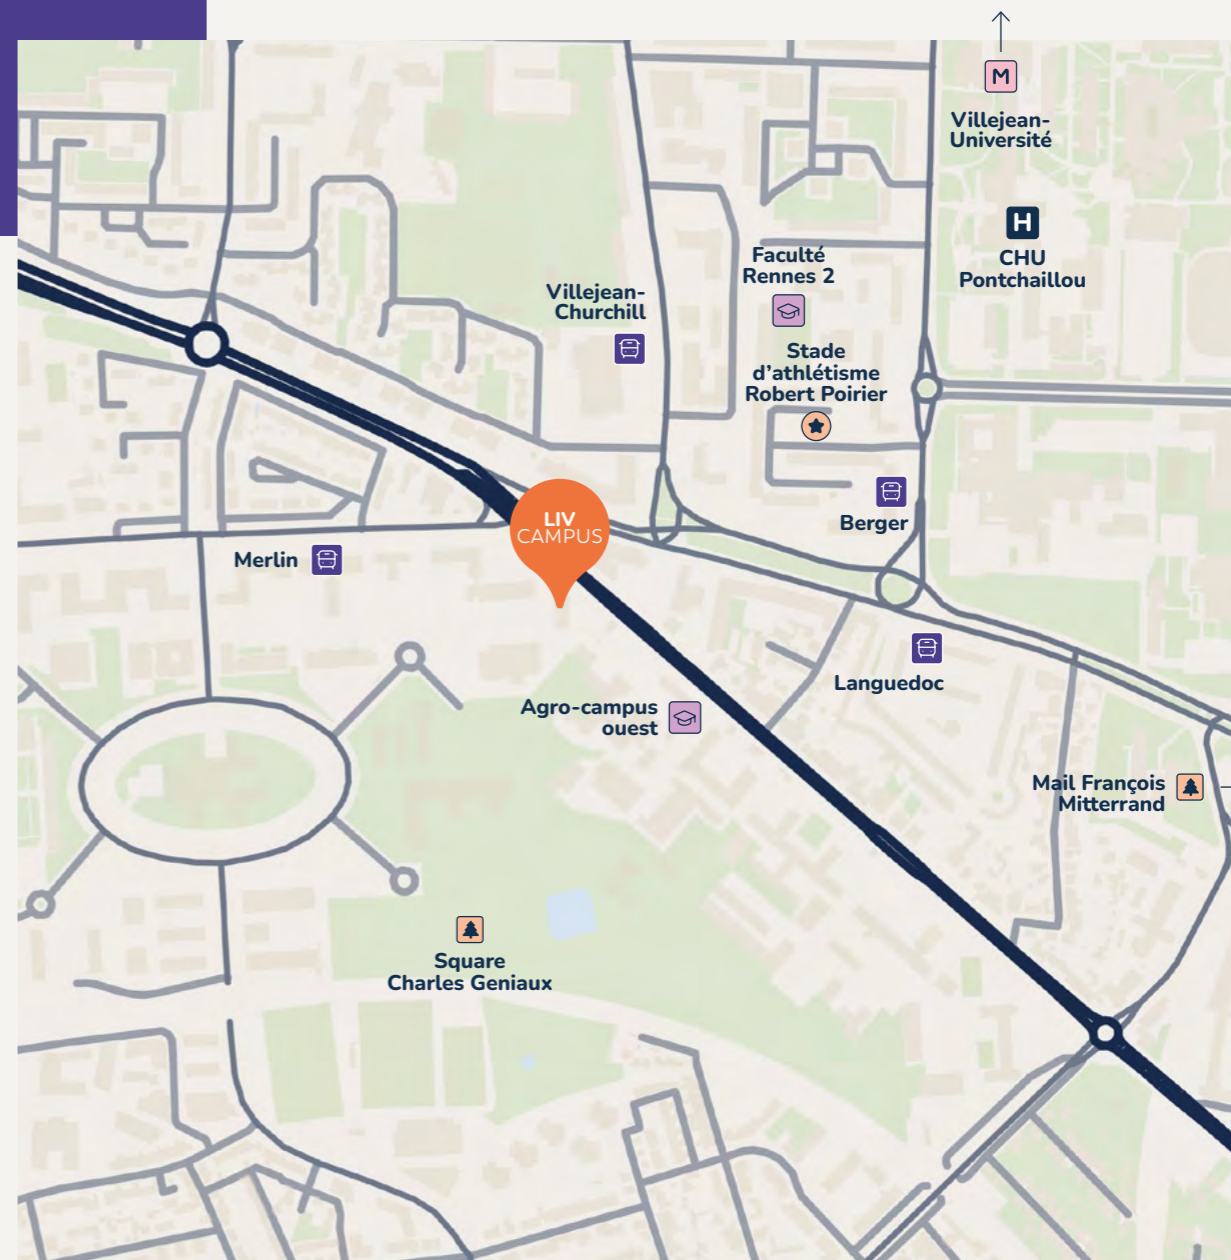 M
Villejean-
Université
H
CHU
Pontchaillou
Faculté
Rennes 2
Villejean-
Churchill
Stade
d’athlétisme
Robert Poirier
Berger
LIV
CAMPUS
Merlin
Languedoc
Agro-campus
ouest
Mail François
Mitterrand
Square
Charles Geniaux